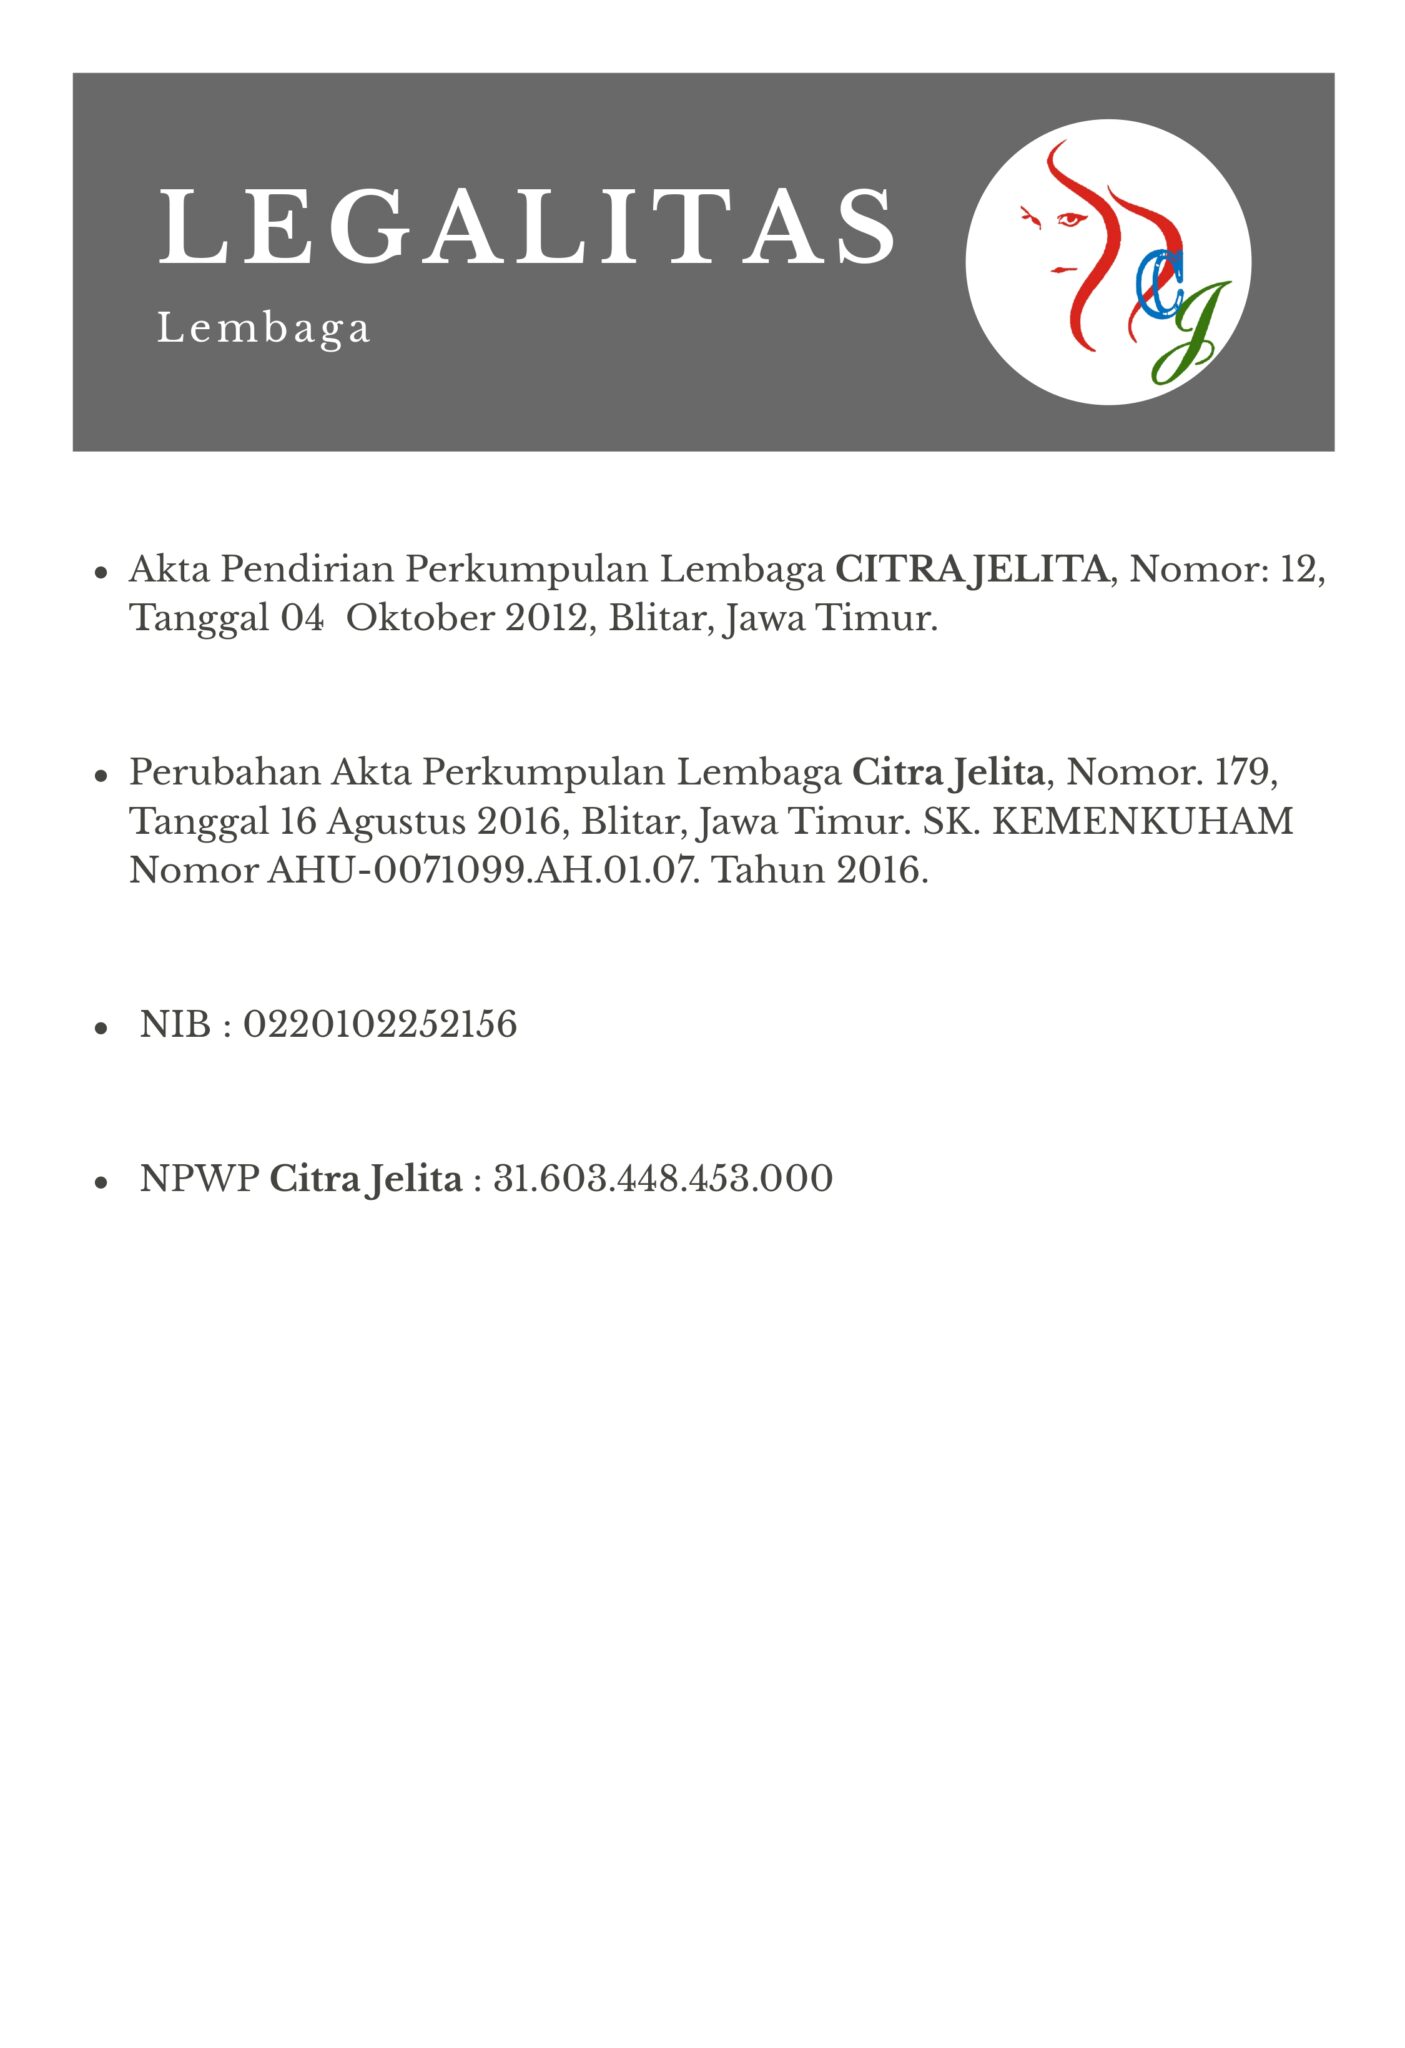 LEGALITAS
Lembaga
CJ
• Akta Pendirian Perkumpulan Lembaga CITRA JELITA, Nomor: 12,
Tanggal 04  Oktober 2012, Blitar, Jawa Timur.
• Perubahan Akta Perkumpulan Lembaga Citra Jelita, Nomor. 179,
Tanggal 16 Agustus 2016, Blitar, Jawa Timur. SK. KEMENKUHAM
Nomor AHU-0071099.AH.01.07. Tahun 2016.
• NIB : 0220102252156
• NPWP Citra Jelita : 31.603.448.453.000